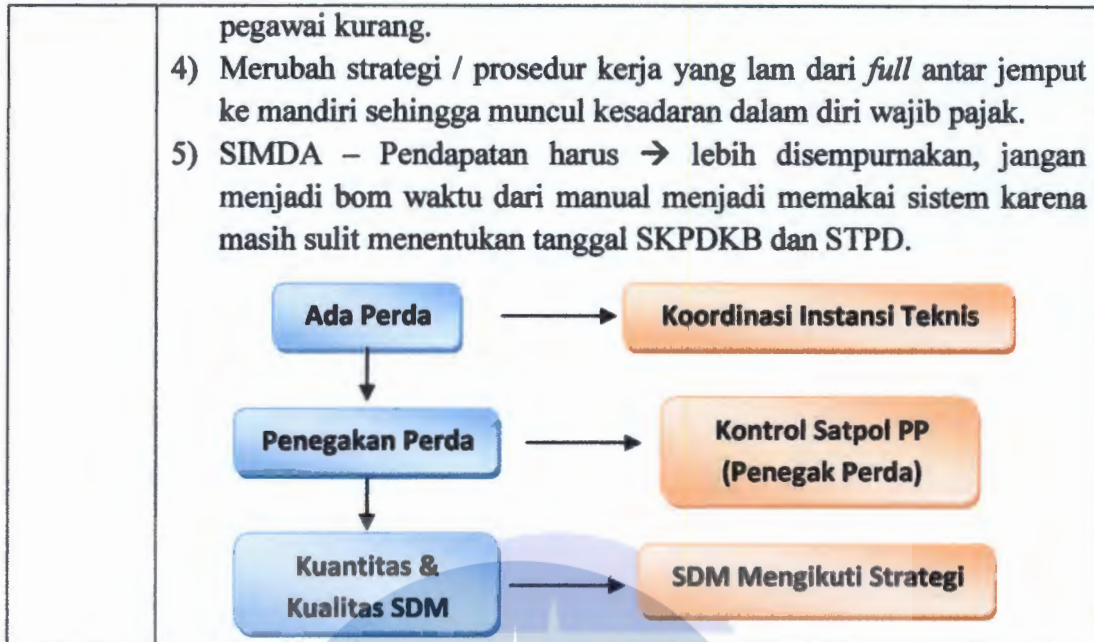 pegawai kurang.
4) Merubah strategi / prosedur kerja yang lam dari full antar jemput
ke mandiri sehingga muncul kesadaran dalam diri wajib pajak.
5) SIMDA – Pendapatan harus → lebih disempurnakan, jangan
menjadi bom waktu dari manual menjadi memakai sistem karena
masih sulit menentukan tanggal SKPDKB dan STPD.
Ada Perda
Koordinasi Instansi Teknis
Penegakan Perda
Kontrol Satpol PP
(Penegak Perda)
Kuantitas &
Kualitas SDM
SDM Mengikuti Strategi